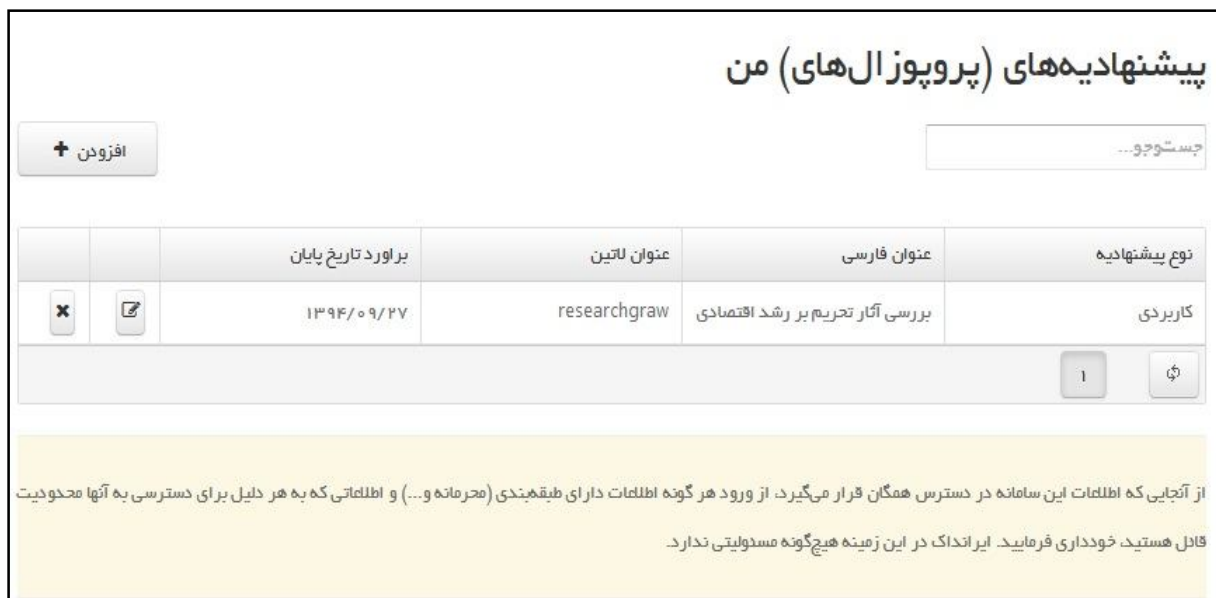 پیشنهادیه‌های (پروپوزال‌های) من
جست‌وجو...
افزودن
نوع پیشنهادیه عنوان فارسی عنوان لاتین براورد تاریخ پایان
کاربردی بررسی آثار تحریم بر رشد اقتصادی researchgraw ۱۳۹۴/۰۹/۲۷
۱
از آنجایی که اطلاعات این سامانه در دسترس همگان قرار می‌گیرد، از ورود هر گونه اطلاعات دارای طبقه‌بندی (محرمانه و...) و اطلاعاتی که به هر دلیل برای دسترسی به آنها محدودیت
قائل هستید، خودداری فرمایید. ایرانداک در این زمینه هیچ‌گونه مسئولیتی ندارد.